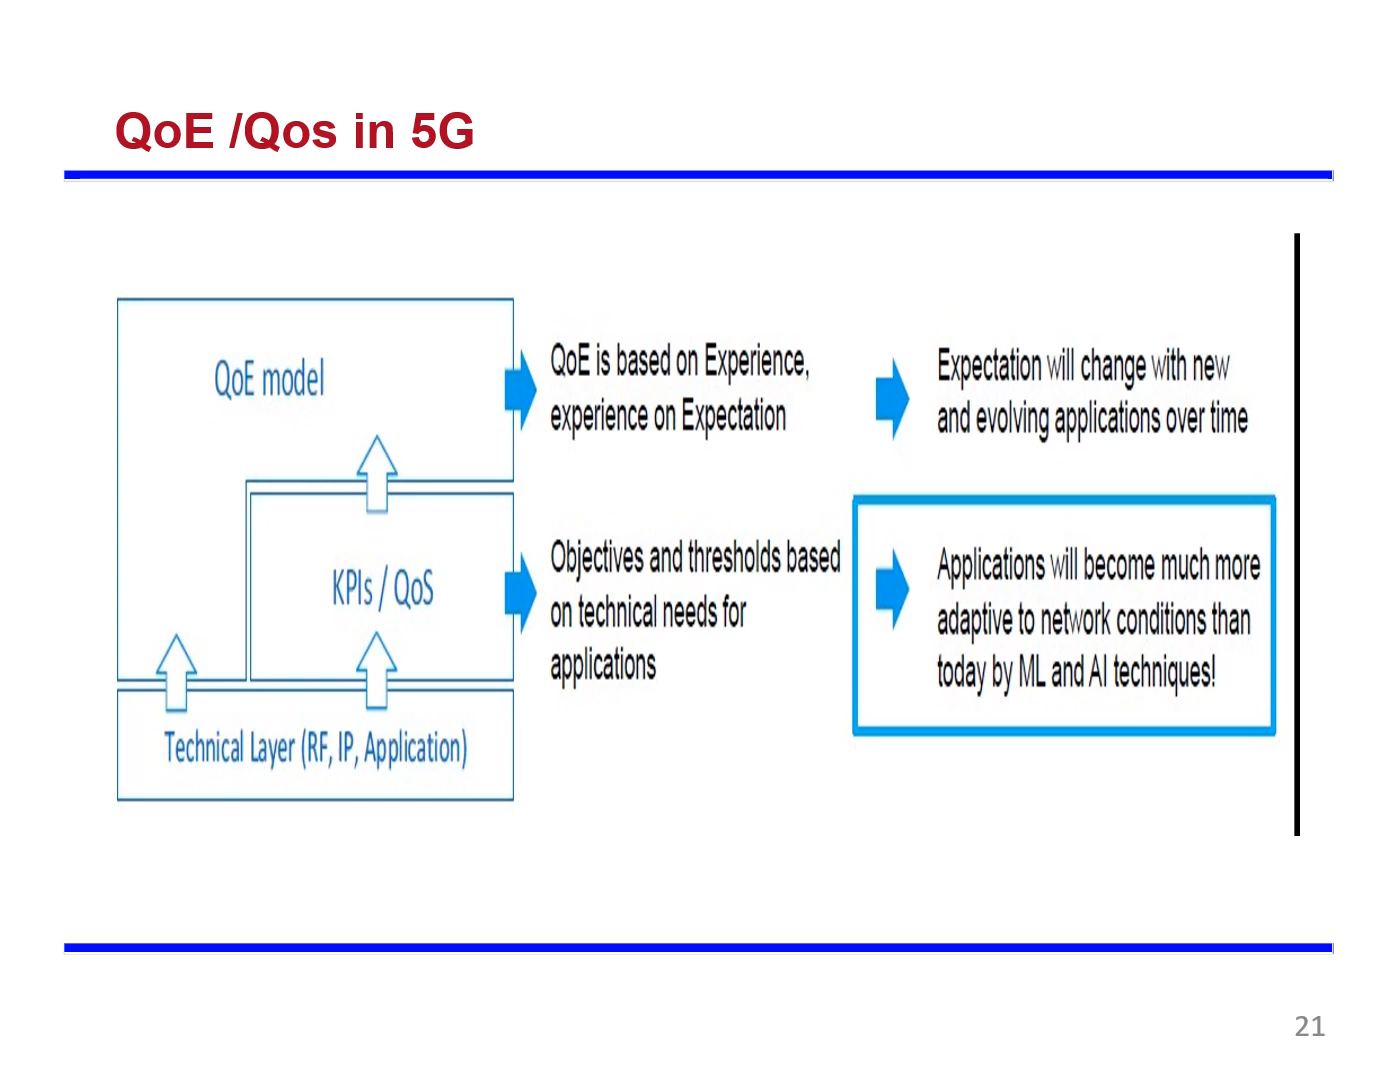 QoE /Qos in 5G
QoE model
QoE is based on Experience,
experience on Expectation
Expectation will change with new
and evolving applications over time
KPIs / QoS
Objectives and thresholds based
on technical needs for
applications
Applications will become much more
adaptive to network conditions than
today by ML and AI techniques!
Technical Layer (RF, IP, Application)
21